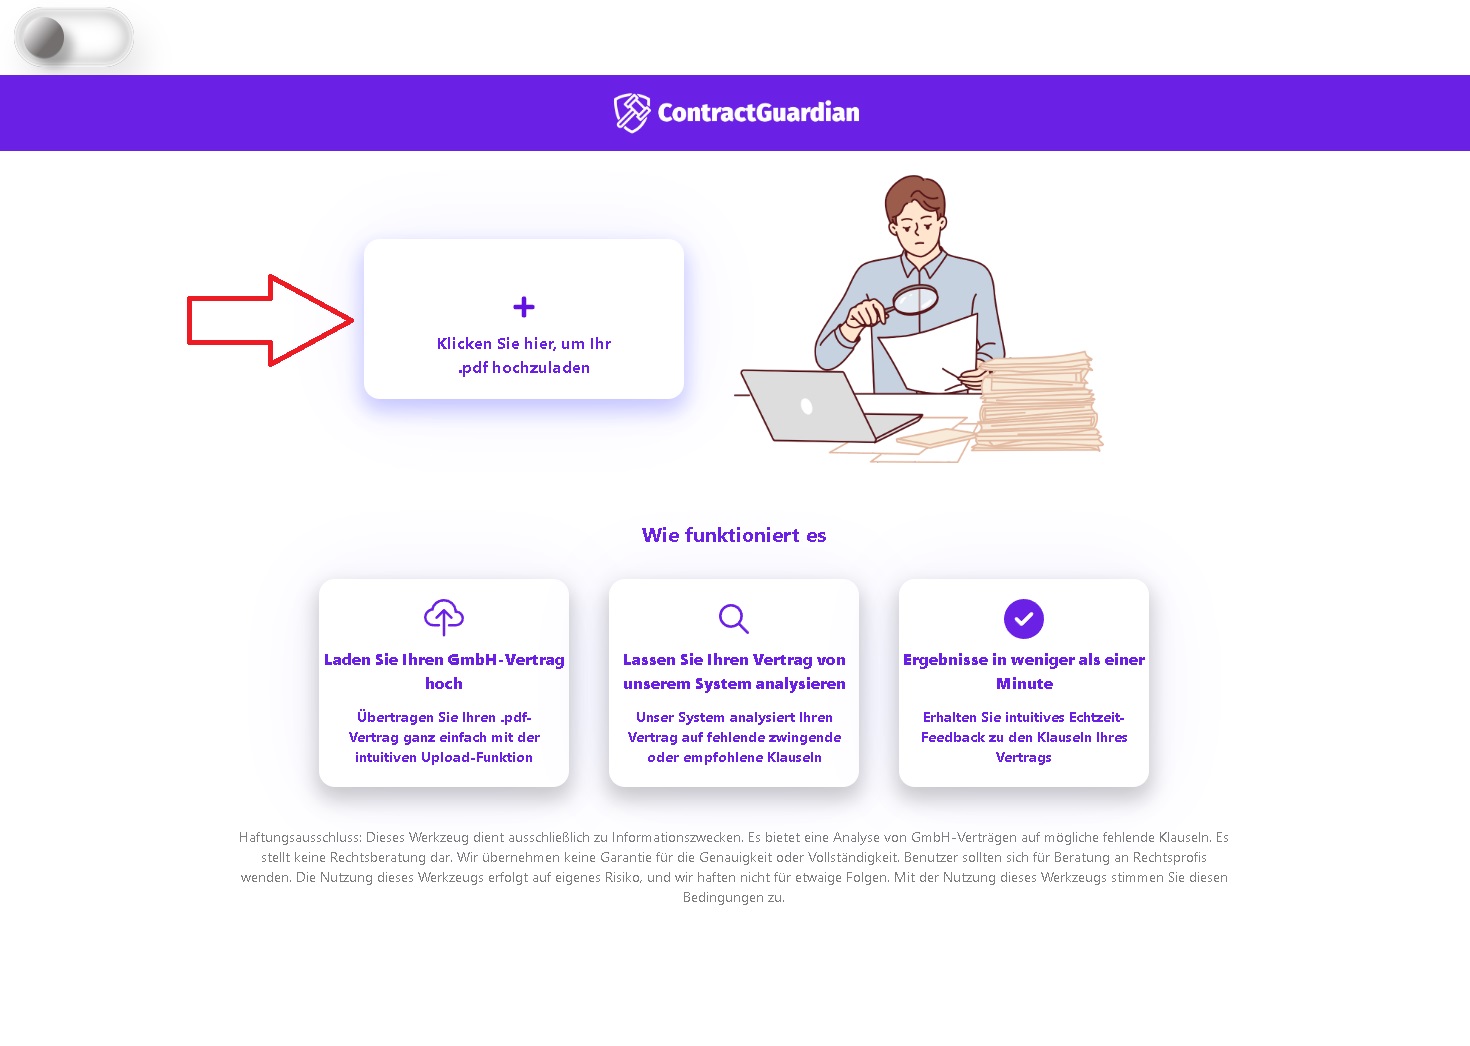 ContractGuardian
Klicken Sie hier, um Ihr
.pdf hochzuladen
Wie funktioniert es
Laden Sie Ihren GmbH-Vertrag
hoch
Übertragen Sie Ihren .pdf-
Vertrag ganz einfach mit der
intuitiven Upload-Funktion
Lassen Sie Ihren Vertrag von
unserem System analysieren
Unser System analysiert Ihren
Vertrag auf fehlende zwingende
oder empfohlene Klauseln
Ergebnisse in weniger als einer
Minute
Erhalten Sie intuitives Echtzeit-
Feedback zu den Klauseln Ihres
Vertrags
Haftungsausschluss: Dieses Werkzeug dient ausschließlich zu Informationszwecken. Es bietet eine Analyse von GmbH-Verträgen auf mögliche fehlende Klauseln. Es
stellt keine Rechtsberatung dar. Wir übernehmen keine Garantie für die Genauigkeit oder Vollständigkeit. Benutzer sollten sich für Beratung an Rechtsprofis
wenden. Die Nutzung dieses Werkzeugs erfolgt auf eigenes Risiko, und wir haften nicht für etwaige Folgen. Mit der Nutzung dieses Werkzeugs stimmen Sie diesen
Bedingungen zu.